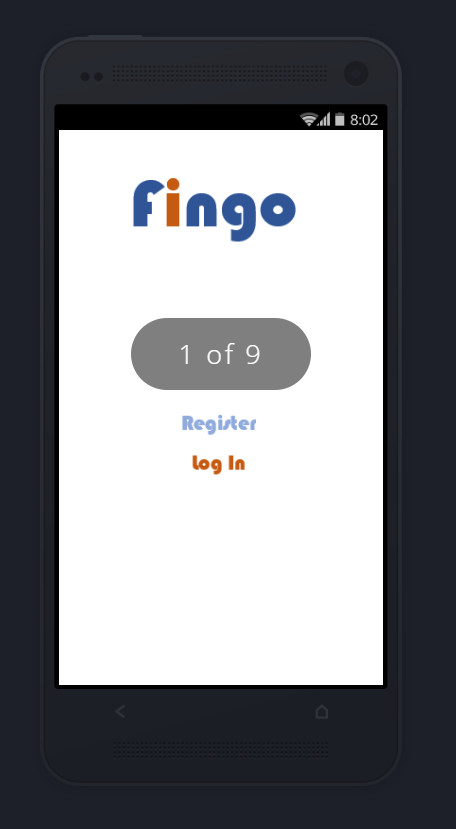 8:02
Fingo
1 of 9
Register
Log In